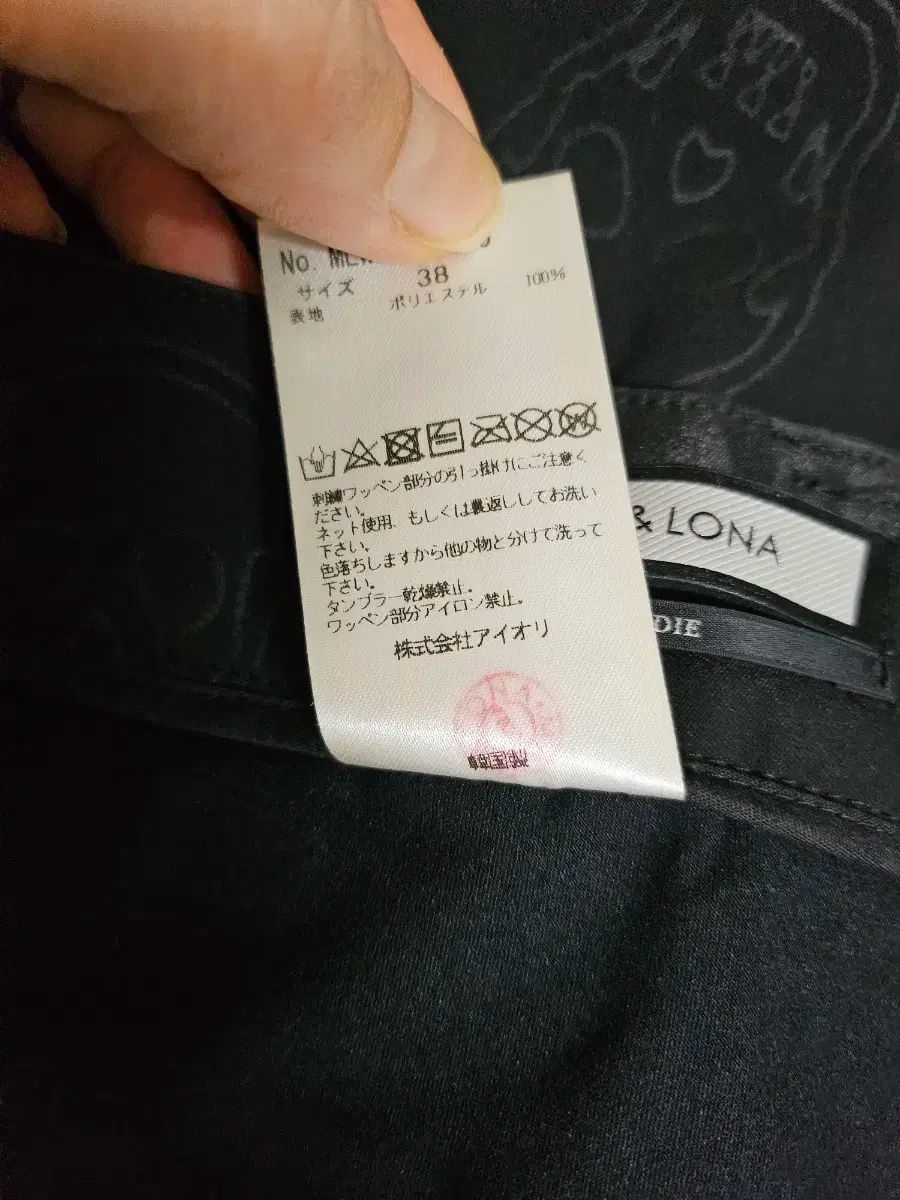 No.
サイズ 38
表地 ポリエステル 100%
刺繍ワッペン部分の引っ掛けにご注意く
ださい。
ネット使用、もしくは裏返ししてお洗い
下さい。
色落ちしますから他の物と分けて洗って
下さい。
タンブラー乾燥禁止。
ワッペン部分アイロン禁止。
株式会社アイオリ
韓国製
& LONA
DIE